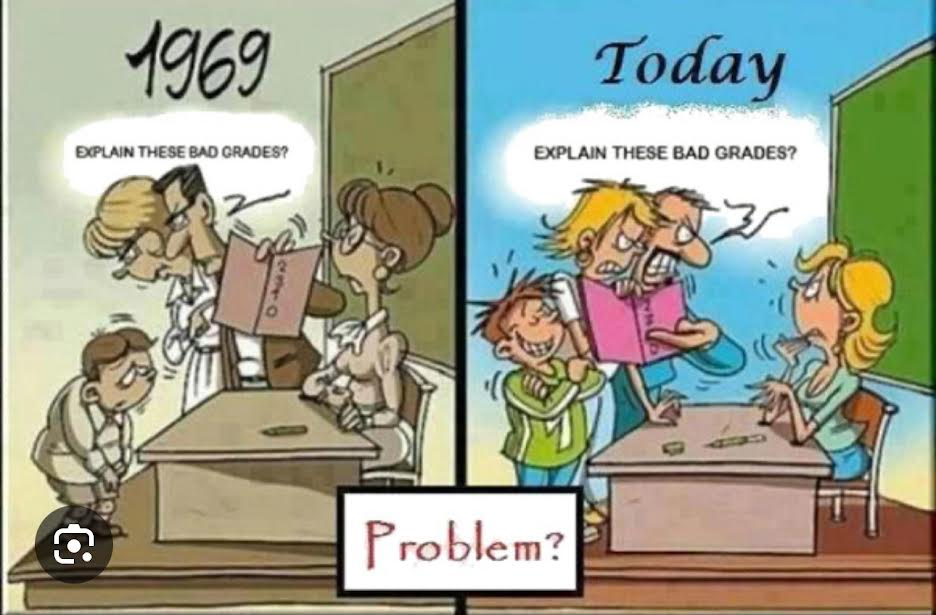 1969
EXPLAIN THESE BAD GRADES?
Today
EXPLAIN THESE BAD GRADES?
Problem?